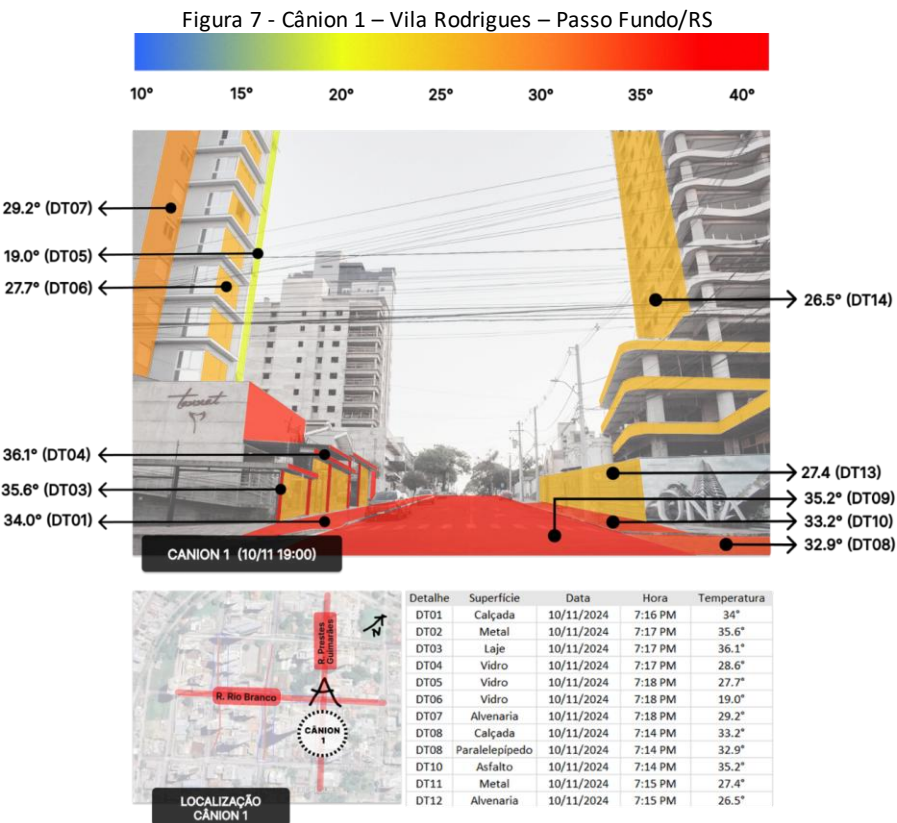 Figura 7 - Cânion 1 – Vila Rodrigues – Passo Fundo/RS
10° 15° 20° 25° 30° 35° 40°
29.2° (DT07)
19.0° (DT05)
27.7° (DT06)
26.5° (DT14)
torret
36.1° (DT04)
35.6° (DT03)
34.0° (DT01)
27.4 (DT13)
35.2° (DT09)
33.2° (DT10)
32.9° (DT08)
UNA
CANION 1 (10/11 19:00)
R. Prestes
Guimarães
N
R. Rio Branco
CÂNION
1
LOCALIZAÇÃO
CÂNION 1
Detalhe Superfície Data Hora Temperatura
DT01 Calçada 10/11/2024 7:16 PM 34°
DT02 Metal 10/11/2024 7:17 PM 35.6°
DT03 Laje 10/11/2024 7:17 PM 36.1°
DT04 Vidro 10/11/2024 7:17 PM 28.6°
DT05 Vidro 10/11/2024 7:18 PM 27.7°
DT06 Vidro 10/11/2024 7:18 PM 19.0°
DT07 Alvenaria 10/11/2024 7:18 PM 29.2°
DT08 Calçada 10/11/2024 7:14 PM 33.2°
DT08 Paralelepípedo 10/11/2024 7:14 PM 32.9°
DT10 Asfalto 10/11/2024 7:14 PM 35.2°
DT11 Metal 10/11/2024 7:15 PM 27.4°
DT12 Alvenaria 10/11/2024 7:15 PM 26.5°